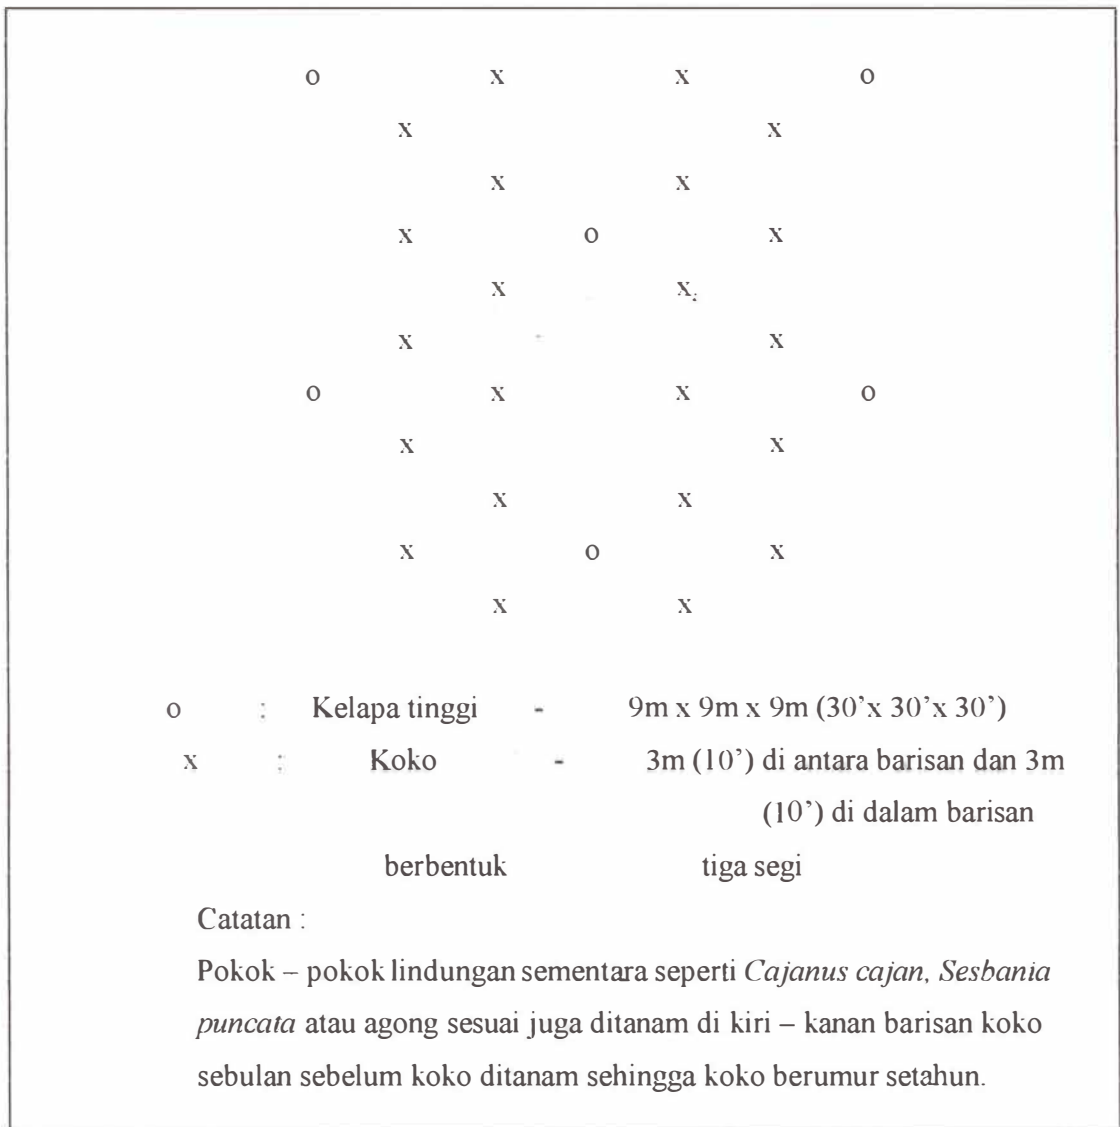 o x x o
x x
x x
x o x
x x
x x
o x x o
x x
x x
x o x
x x
o : Kelapa tinggi - 9m x 9m x 9m (30’x 30’x 30’)
x : Koko - 3m (10’) di antara barisan dan 3m
(10’) di dalam barisan
berbentuk tiga segi
Catatan :
Pokok – pokok lindungan sementara seperti Cajanus cajan, Sesbania
puncata atau agong sesuai juga ditanam di kiri – kanan barisan koko
sebulan sebelum koko ditanam sehingga koko berumur setahun.